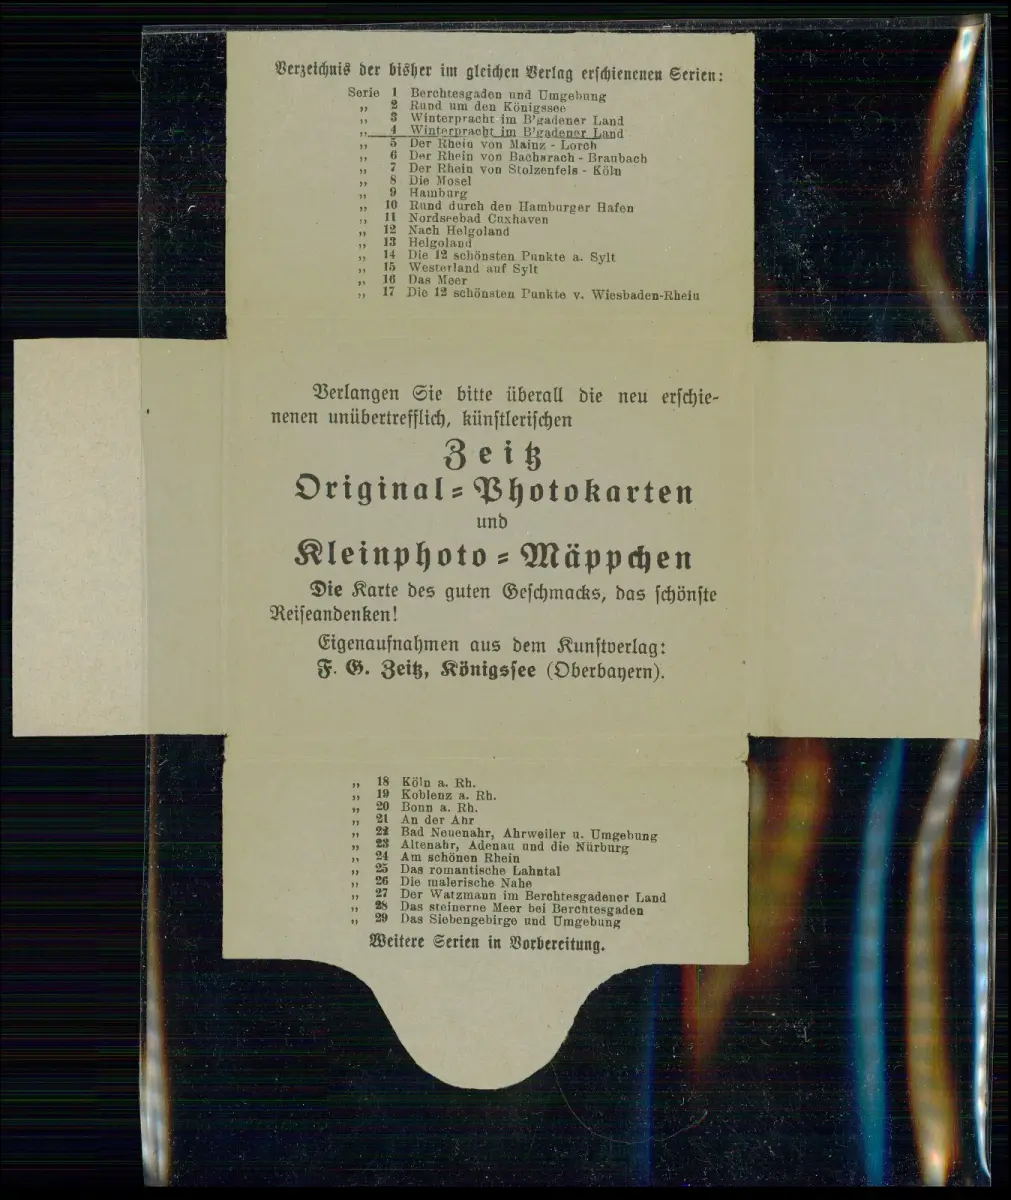 Verzeichnis der bisher im gleichen Verlag erschienenen Serien:
Serie 1 Berchtesgaden und Umgebung
„ 2 Rund um den Königssee
„ 3 Winterpracht im B'gadener Land
„ 4 Winterpracht im B'gadener Land
„ 5 Der Rhein von Mainz - Lorch
„ 6 Der Rhein von Bacharach - Braubach
„ 7 Der Rhein von Stolzenfels - Köln
„ 8 Die Mosel
„ 9 Hamburg
„ 10 Rund durch den Hamburger Hafen
„ 11 Nordseebad Cuxhaven
„ 12 Nach Helgoland
„ 13 Helgoland
„ 14 Die 12 schönsten Punkte a. Sylt
„ 15 Westerland auf Sylt
„ 16 Das Meer
„ 17 Die 12 schönsten Punkte v. Wiesbaden-Rhein
Verlangen Sie bitte überall die neu erschie-
nenen unübertrefflich, künstlerischen
Zeitz
Original-Photokarten
und
Kleinphoto-Mäppchen
Die Karte des guten Geschmacks, das schönste
Reiseandenken!
Eigenaufnahmen aus dem Kunstverlag:
F. G. Zeitz, Königssee (Oberbayern).
„ 18 Köln a. Rh.
„ 19 Koblenz a. Rh.
„ 20 Bonn a. Rh.
„ 21 An der Ahr
„ 22 Bad Neuenahr, Ahrweiler u. Umgebung
„ 23 Altenahr, Adenau und die Nürburg
„ 24 Am schönen Rhein
„ 25 Das romantische Lahntal
„ 26 Die malerische Nahe
„ 27 Der Watzmann im Berchtesgadener Land
„ 28 Das steinerne Meer bei Berchtesgaden
„ 29 Das Siebengebirge und Umgebung
Weitere Serien in Vorbereitung.